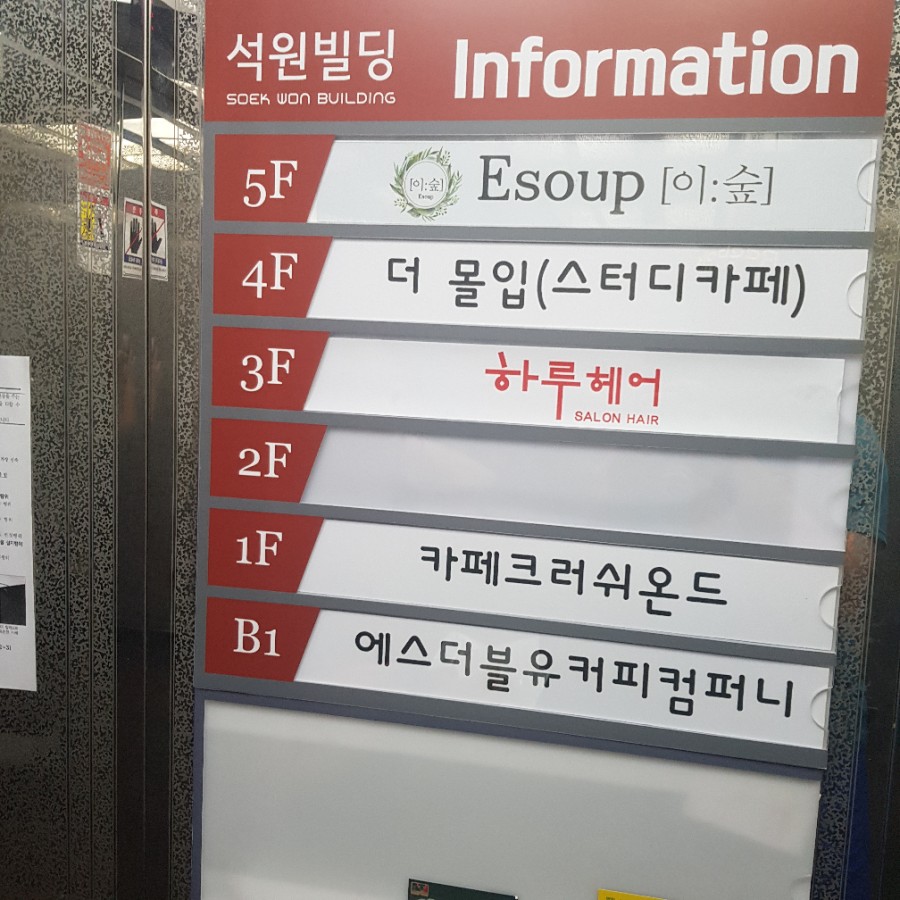 석원빌딩
SOEK WON BUILDING
Information
5F
[이:숲]
Esoup
Esoup [이:숲]
4F
더 몰입(스터디카페)
3F
하루헤어
SALON HAIR
2F
1F
카페크러쉬온드
B1
에스더블유커피컴퍼니